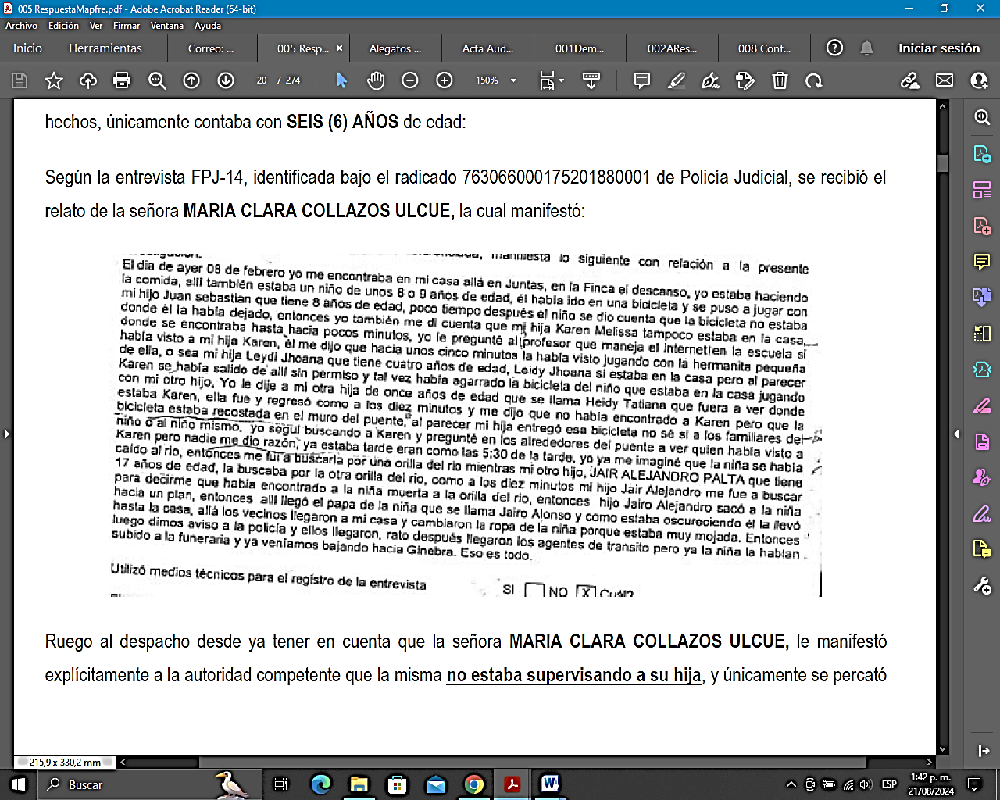 005 RespuestaMapfre.pdf - Adobe Acrobat Reader (64-bit)
Archivo Edición Ver Firmar Ventana Ayuda
Inicio Herramientas Correo: ... 005 Resp... Alegatos ... Acta Aud... 001Dem... 002ARes... 008 Cont... Iniciar sesión
20 / 274 150%
hechos, únicamente contaba con SEIS (6) AÑOS de edad:
Según la entrevista FPJ-14, identificada bajo el radicado 763066000175201880001 de Policía Judicial, se recibió el
relato de la señora MARIA CLARA COLLAZOS ULCUE, la cual manifestó:
manifiesta lo siguiente con relación a la presente
El dia de ayer 08 de febrero yo me encontraba en mi casa allá en Juntas, en la Finca el descanso, yo estaba haciendo
la comida, allí también estaba un niño de unos 8 o 9 años de edad, él había ido en una bicicleta y se puso a jugar con
mi hijo Juan sebastian que tiene 8 años de edad, poco tiempo después el niño se dio cuenta que la bicicleta no estaba
donde él la había dejado, entonces yo también me di cuenta que mi hija Karen Melissa tampoco estaba en la casa,
donde se encontraba hasta hacia pocos minutos, yo le pregunté al profesor que maneja el internet en la escuela si
había visto a mi hija Karen, él me dijo que hacia unos cinco minutos la había visto jugando con la hermanita pequeña
de ella, o sea mi hija Leydi Jhoana que tiene cuatro años de edad, Leidy Jhoana si estaba en la casa pero al parecer
Karen se había salido de allí sin permiso y tal vez había agarrado la bicicleta del niño que estaba en la casa jugando
con mi otro hijo, Yo le dije a mi otra hija de once años de edad que se llama Heidy Tatiana que fuera a ver donde
estaba Karen, ella fue y regresó como a los diez minutos y me dijo que no había encontrado a Karen pero que la
bicicleta estaba recostada en el muro del puente, al parecer mi hija entregó esa bicicleta no sé si a los familiares del
niño o al niño mismo, yo seguí buscando a Karen y pregunté en los alrededores del puente a ver quien había visto a
Karen pero nadie me dio razón, ya estaba tarde eran como las 5:30 de la tarde, yo ya me imaginé que la niña se había
caído al río, entonces me fui a buscarla por una orilla del rio mientras mi otro hijo, JAIR ALEJANDRO PALTA que tiene
17 años de edad, la buscaba por la otra orilla del río, como a los diez minutos mi hijo Jair Alejandro me fue a buscar
para decirme que había encontrado a la niña muerta a la orilla del río, entonces hijo Jairo Alejandro sacó a la niña
hacia un plan, entonces allí llegó el papa de la niña que se llama Jairo Alonso y como estaba oscureciendo él la llevó
hasta la casa, allá los vecinos llegaron a mi casa y cambiaron la ropa de la niña porque estaba muy mojada. Entonces
luego dimos aviso a la policía y ellos llegaron, rato después llegaron los agentes de transito pero ya la niña la habían
subido a la funeraria y ya veníamos bajando hacia Ginebra. Eso es todo.
Utilizó medios técnicos para el registro de la entrevista SI NO X Cuál?
Ruego al despacho desde ya tener en cuenta que la señora MARIA CLARA COLLAZOS ULCUE, le manifestó
explícitamente a la autoridad competente que la misma no estaba supervisando a su hija, y únicamente se percató
215,9 x 330,2 mm
Buscar ESP 1:42 p. m.
21/08/2024